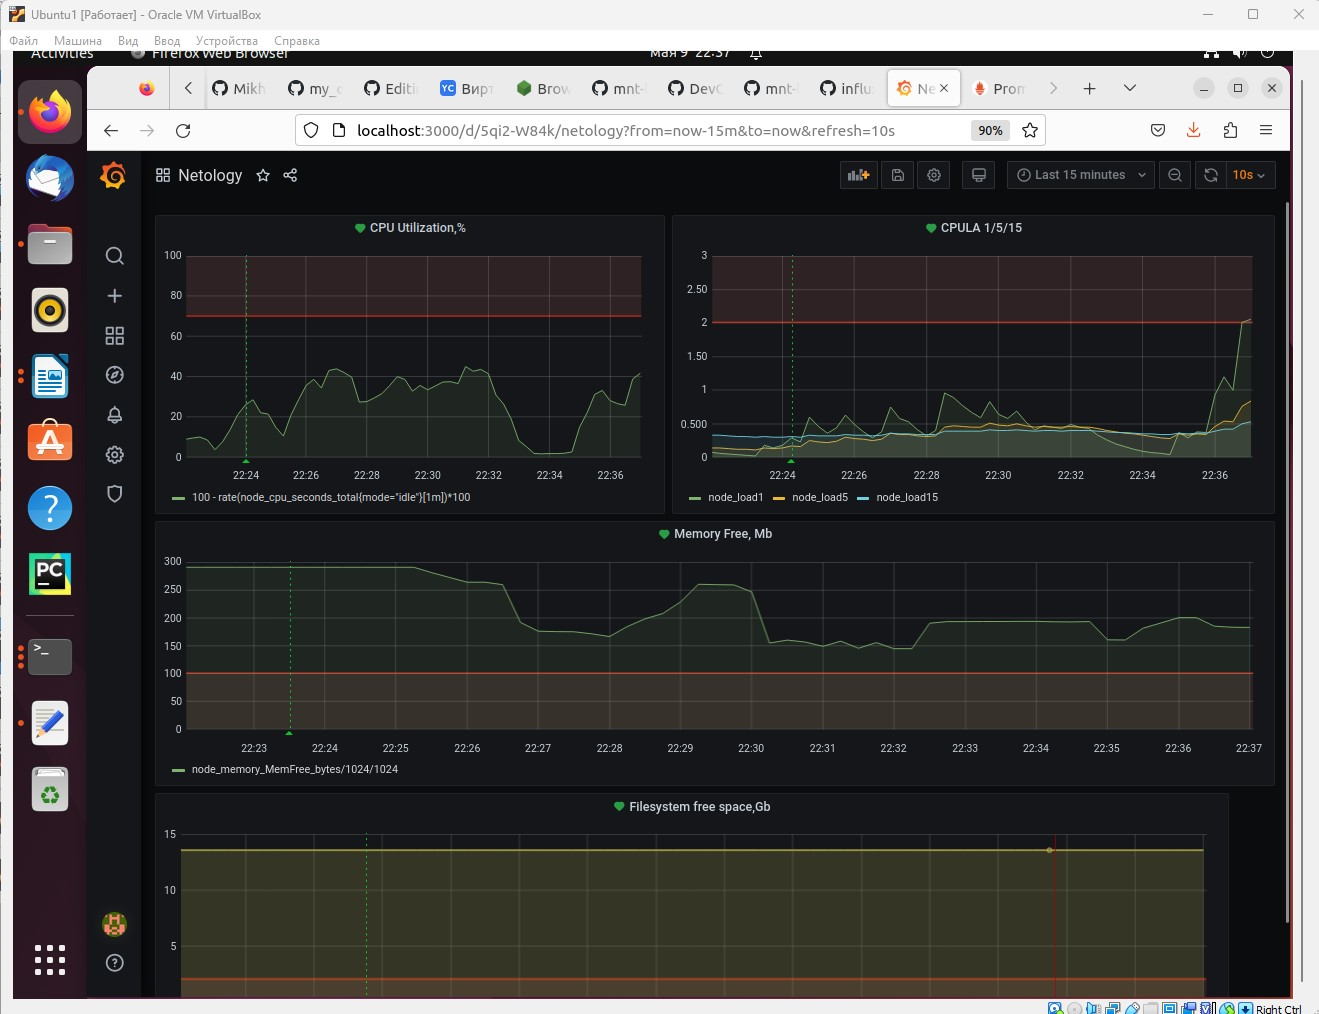 Ubuntu1 [Работает] - Oracle VM VirtualBox
Файл Машина Вид Ввод Устройства Справка
Activities Firefox Web Browser Мая 9 22:37
Mikh my_c Editi YC Вирт Brow mnt- DevO mnt- influ Ne Prom
localhost:3000/d/5qi2-W84k/netology?from=now-15m&to=now&refresh=10s 90%
Netology Last 15 minutes 10s
CPU Utilization,%
100
80
60
40
20
0
22:24 22:26 22:28 22:30 22:32 22:34 22:36
100 - rate(node_cpu_seconds_total{mode="idle"}[1m])*100
CPULA 1/5/15
3
2.50
2
1.50
1
0.500
0
22:24 22:26 22:28 22:30 22:32 22:34 22:36
node_load1 node_load5 node_load15
Memory Free, Mb
300
250
200
150
100
50
0
22:23 22:24 22:25 22:26 22:27 22:28 22:29 22:30 22:31 22:32 22:33 22:34 22:35 22:36 22:37
node_memory_MemFree_bytes/1024/1024
Filesystem free space,Gb
15
10
5
PC
Right Ctrl